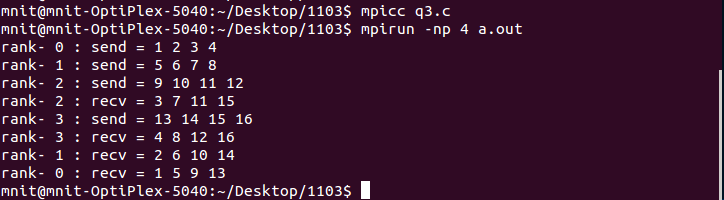 mnit@mnit-OptiPlex-5040:~/Desktop/1103$ mpicc q3.c
mnit@mnit-OptiPlex-5040:~/Desktop/1103$ mpirun -np 4 a.out
rank- 0 : send = 1 2 3 4
rank- 1 : send = 5 6 7 8
rank- 2 : send = 9 10 11 12
rank- 2 : recv = 3 7 11 15
rank- 3 : send = 13 14 15 16
rank- 3 : recv = 4 8 12 16
rank- 1 : recv = 2 6 10 14
rank- 0 : recv = 1 5 9 13
mnit@mnit-OptiPlex-5040:~/Desktop/1103$